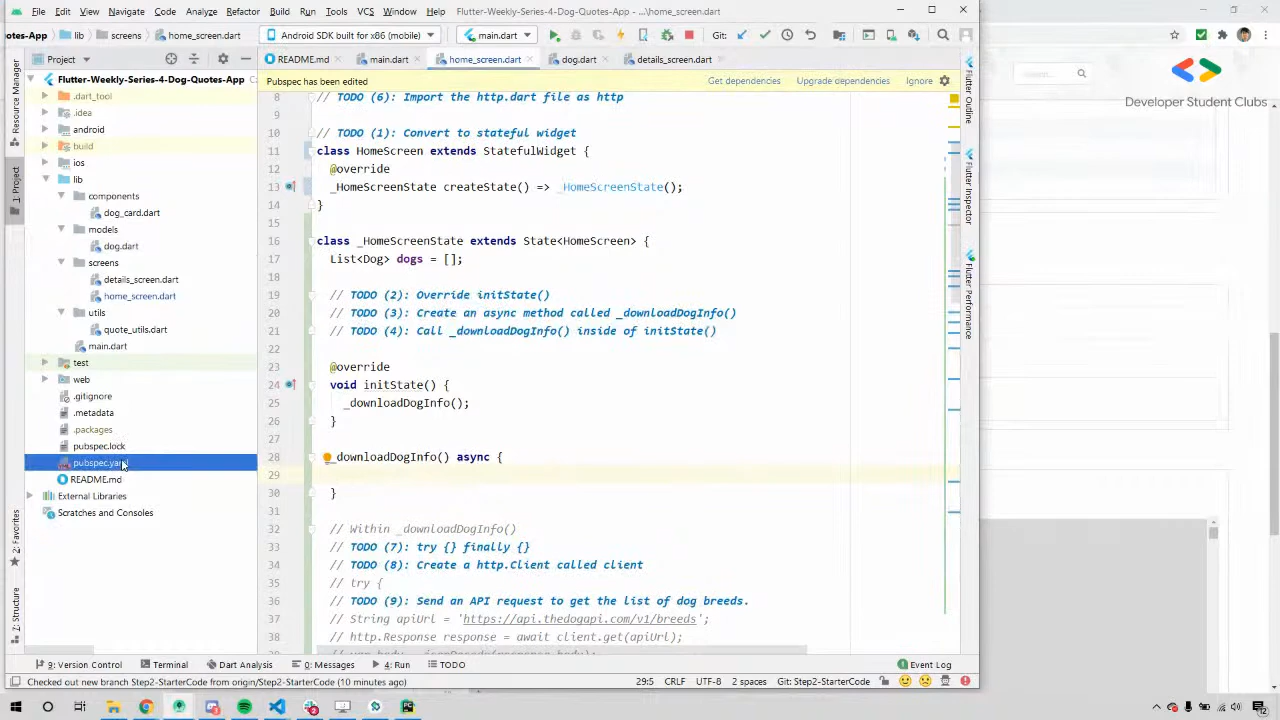 File Edit View Navigate Code Analyze Refactor Build Run Tools VCS Window Help Flutter-Weekly-Series-4-Dog-Quotes-App - ...\home_screen.dart
otes-App lib screens home_screen.dart Android SDK built for x86 (mobile) main.dart Git:
Project README.md main.dart home_screen.dart dog.dart details_screen.dart
Pubspec has been edited Get dependencies Upgrade dependencies Ignore
Flutter-Weekly-Series-4-Dog-Quotes-App
.dart_tool
.idea
android
build
ios
lib
components
dog_card.dart
models
dog.dart
screens
details_screen.dart
home_screen.dart
utils
quote_utils.dart
main.dart
test
web
.gitignore
.metadata
.packages
pubspec.lock
pubspec.yaml
README.md
External Libraries
Scratches and Consoles
Resource Manager
1: Project
2: Favorites
Structure
8 // TODO (6): Import the http.dart file as http
9
10 // TODO (1): Convert to stateful widget
11 class HomeScreen extends StatefulWidget {
12 @override
13 _HomeScreenState createState() => _HomeScreenState();
14 }
15
16 class _HomeScreenState extends State<HomeScreen> {
17 List<Dog> dogs = [];
18
19 // TODO (2): Override initState()
20 // TODO (3): Create an async method called _downloadDogInfo()
21 // TODO (4): Call _downloadDogInfo() inside of initState()
22
23 @override
24 void initState() {
25 _downloadDogInfo();
26 }
27
28 _downloadDogInfo() async {
29
30 }
31
32 // Within _downloadDogInfo()
33 // TODO (7): try {} finally {}
34 // TODO (8): Create a http.Client called client
35 // try {
36 // TODO (9): Send an API request to get the list of dog breeds.
37 // String apiUrl = 'https://api.thedogapi.com/v1/breeds';
38 // http.Response response = await client.get(apiUrl);
Flutter Outline
Flutter Inspector
Flutter Performance
Developer Student Clubs
9: Version Control Terminal Dart Analysis 0: Messages 4: Run TODO Event Log
Checked out new branch Step2-StarterCode from origin/Step2-StarterCode (10 minutes ago) 29:5 CRLF UTF-8 2 spaces Git: Step2-StarterCode